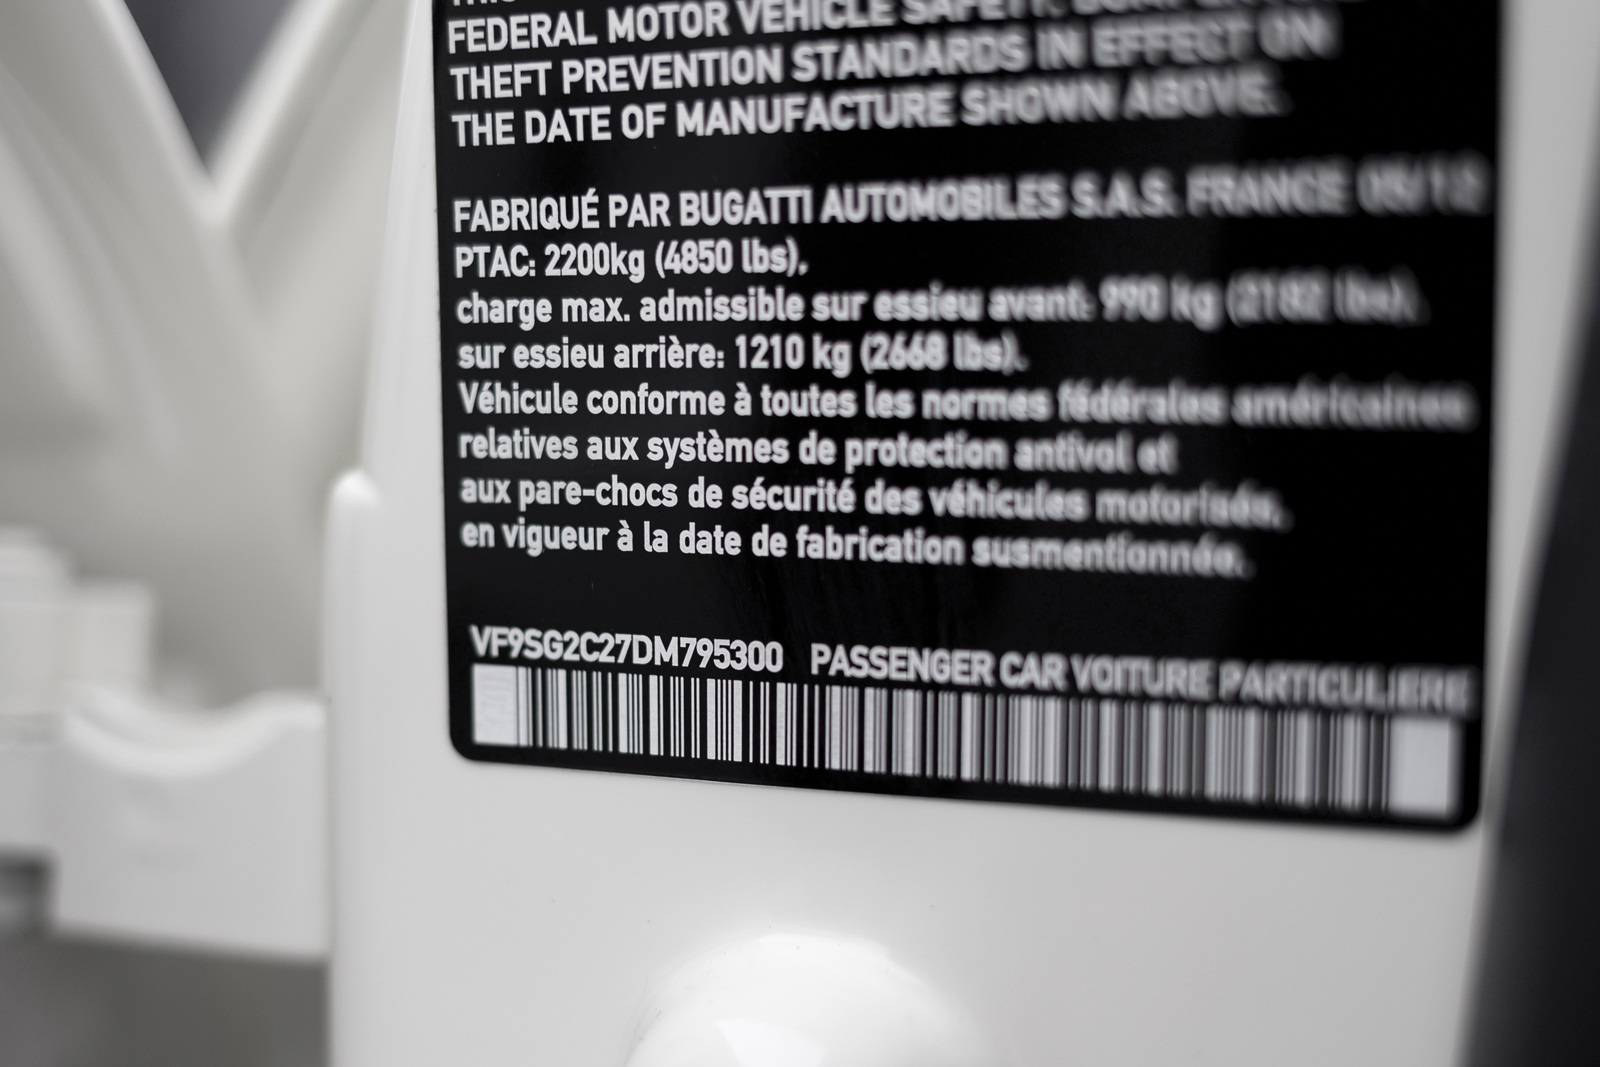 FEDERAL MOTOR VEHICLE SAFETY,
THEFT PREVENTION STANDARDS IN EFFECT ON
THE DATE OF MANUFACTURE SHOWN ABOVE.
FABRIQUÉ PAR BUGATTI AUTOMOBILES S.A.S. FRANCE 05/12
PTAC: 2200kg (4850 lbs).
charge max. admissible sur essieu avant: 990 kg (2182 lbs).
sur essieu arrière: 1210 kg (2668 lbs).
Véhicule conforme à toutes les normes fédérales américaines
relatives aux systèmes de protection antivol et
aux pare-chocs de sécurité des véhicules motorisés,
en vigueur à la date de fabrication susmentionnée.
VF9SG2C27DM795300 PASSENGER CAR VOITURE PARTICULIERE